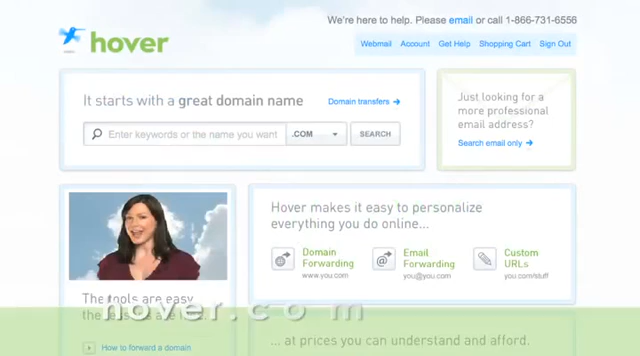 We're here to help. Please email or call 1-866-731-6556
hover
Webmail Account Get Help Shopping Cart Sign Out
It starts with a great domain name
Domain transfers
Enter keywords or the name you want
.COM
SEARCH
Just looking for a
more professional
email address?
Search email only
Hover makes it easy to personalize
everything you do online...
Domain
Forwarding
www.you.com
Email
Forwarding
you@you.com
Custom
URLs
you.com/stuff
The tools are easy
the
hover.com
How to forward a domain
... at prices you can understand and afford.